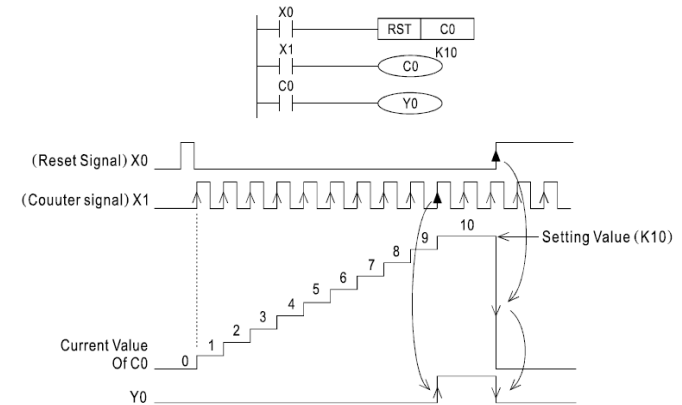 X0
RST C0
X1
K10
C0
C0
Y0
(Reset Signal) X0
(Couuter signal) X1
10
Setting Value (K10)
9
8
7
6
5
4
3
2
1
Current Value
Of C0
0
Y0